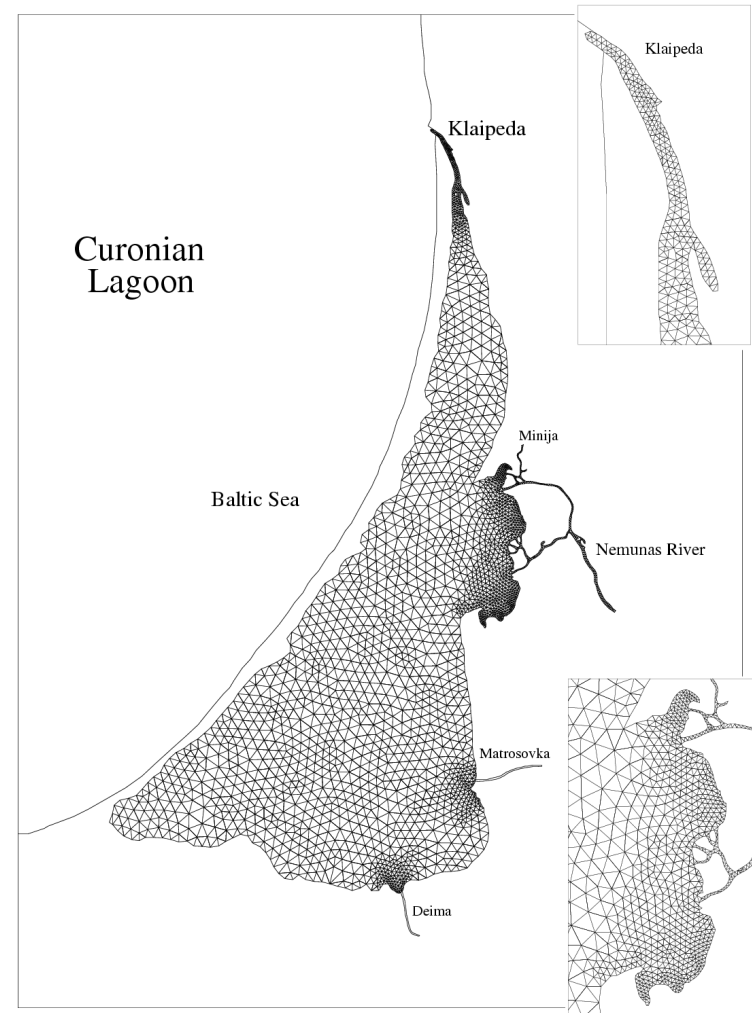 Klaipeda
Klaipeda
Curonian
Lagoon
Minija
Baltic Sea
Nemunas River
Matrosovka
Deima